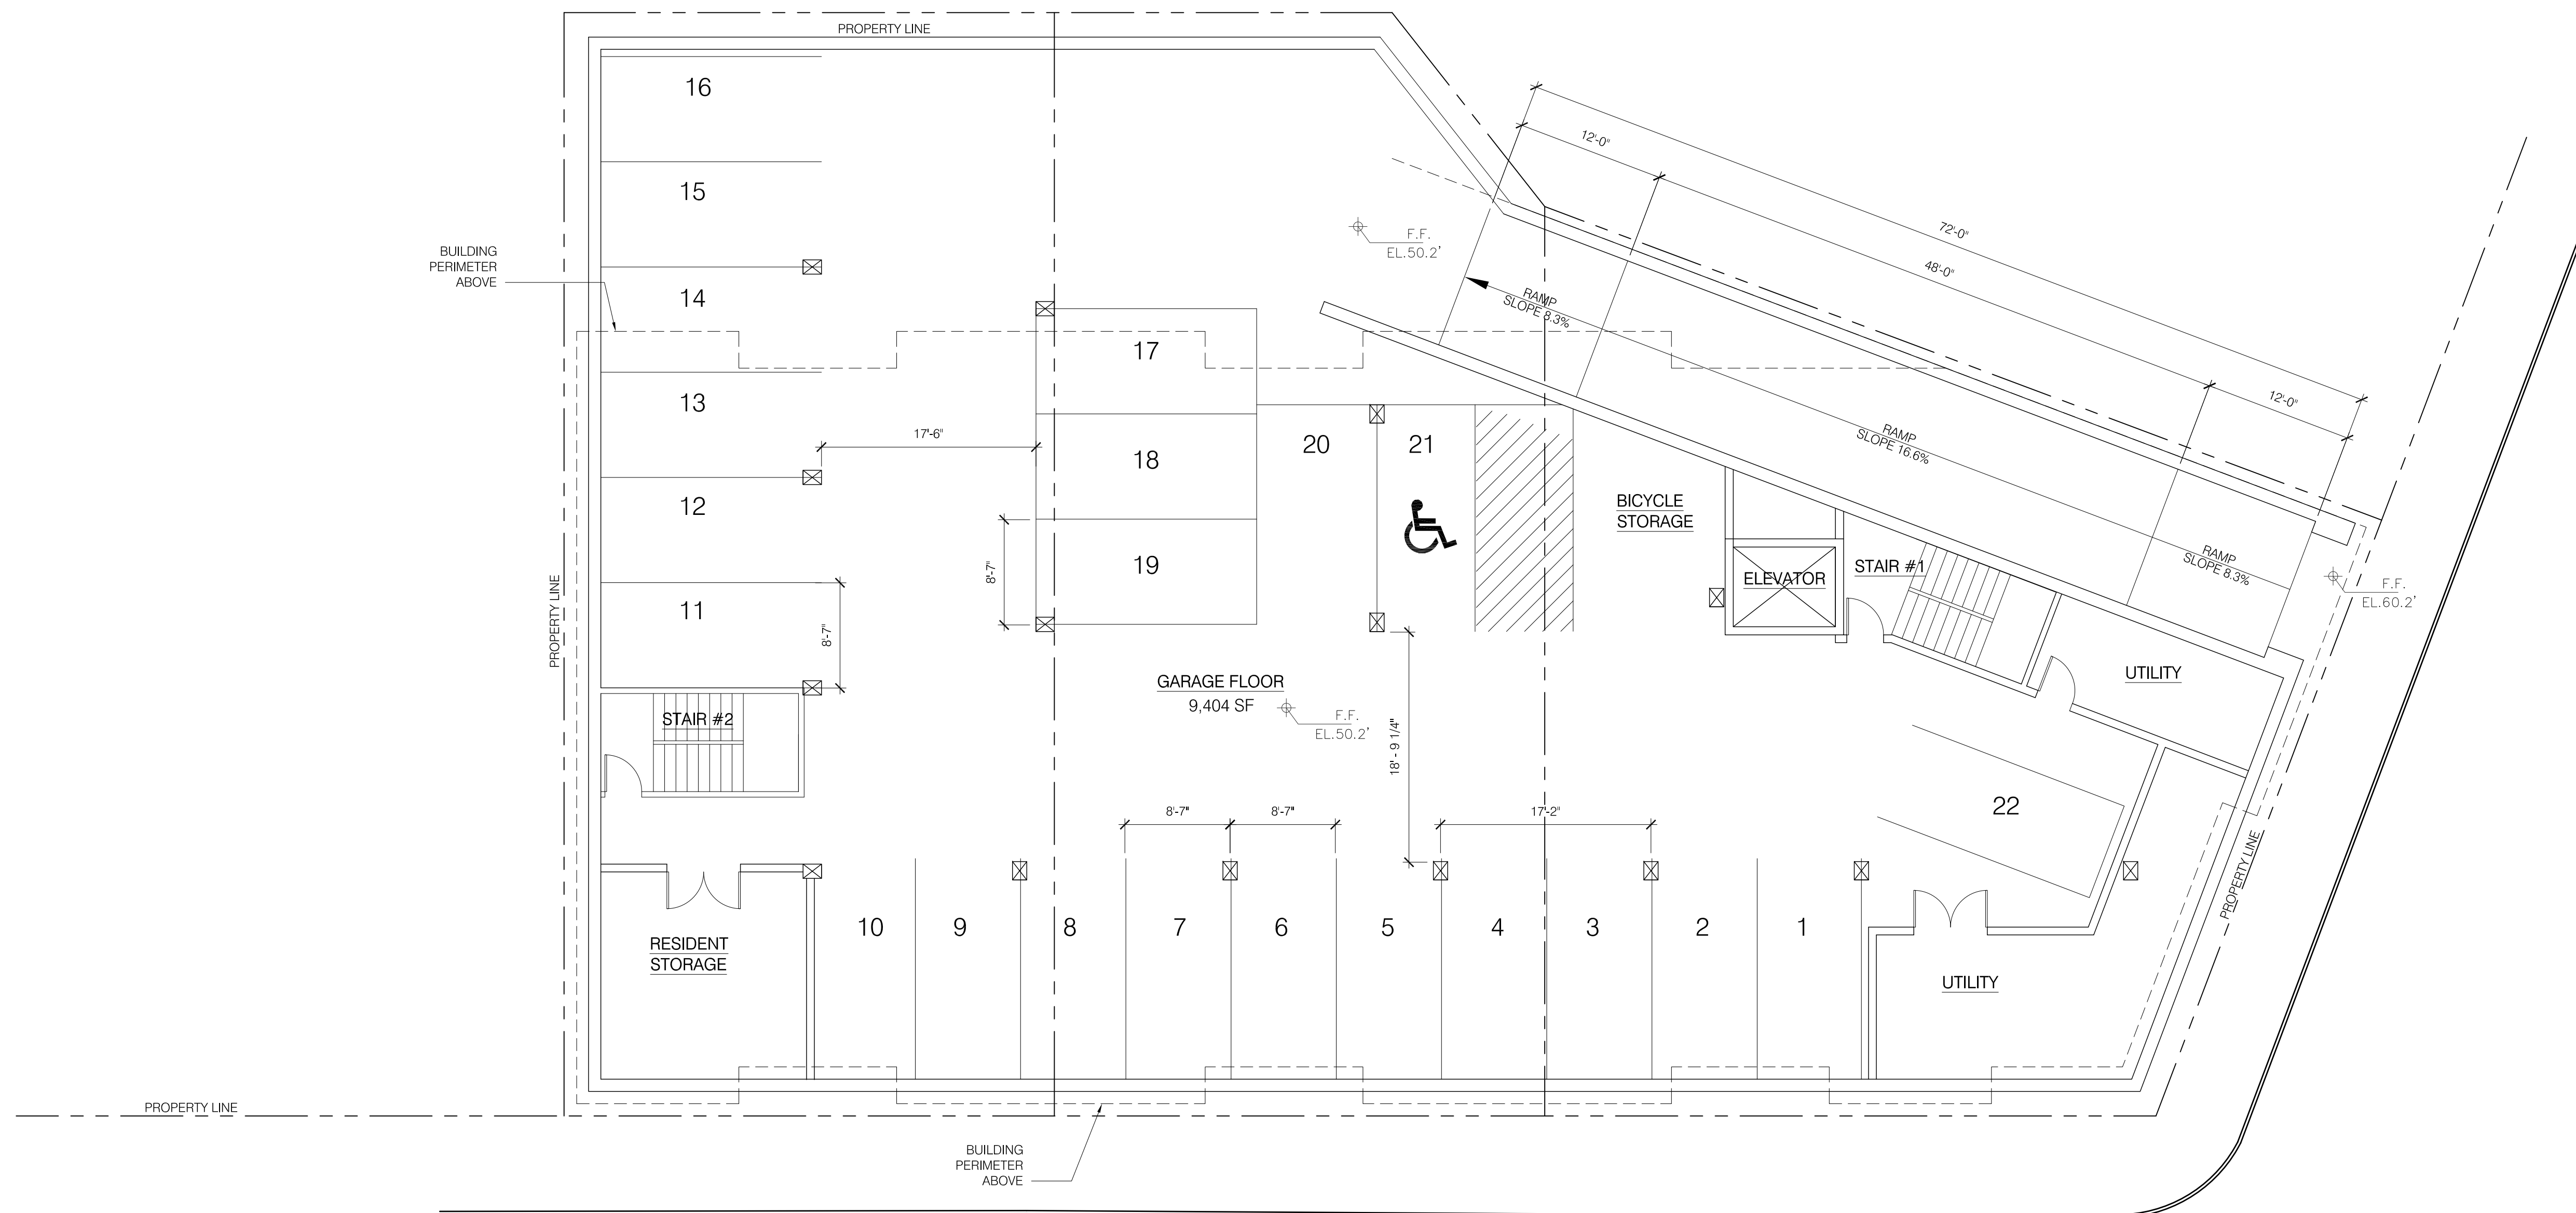 PROPERTY LINE
16
12'-0"
15
72'-0"
F.F.
EL.50.2'
BUILDING
PERIMETER
ABOVE
48'-0"
14
RAMP
SLOPE 8.3%
17
13
12'-0"
17'-6"
20
21
RAMP
SLOPE 16.6%
18
12
BICYCLE
STORAGE
19
8'-7"
ELEVATOR
STAIR #1
RAMP
SLOPE 8.3%
F.F.
EL.60.2'
11
8'-7"
PROPERTY LINE
UTILITY
GARAGE FLOOR
9,404 SF
F.F.
EL.50.2'
STAIR #2
18' - 9 1/4"
8'-7"
8'-7"
17'-2"
22
PROPERTY LINE
10
9
8
7
6
5
4
3
2
1
RESIDENT
STORAGE
UTILITY
PROPERTY LINE
BUILDING
PERIMETER
ABOVE